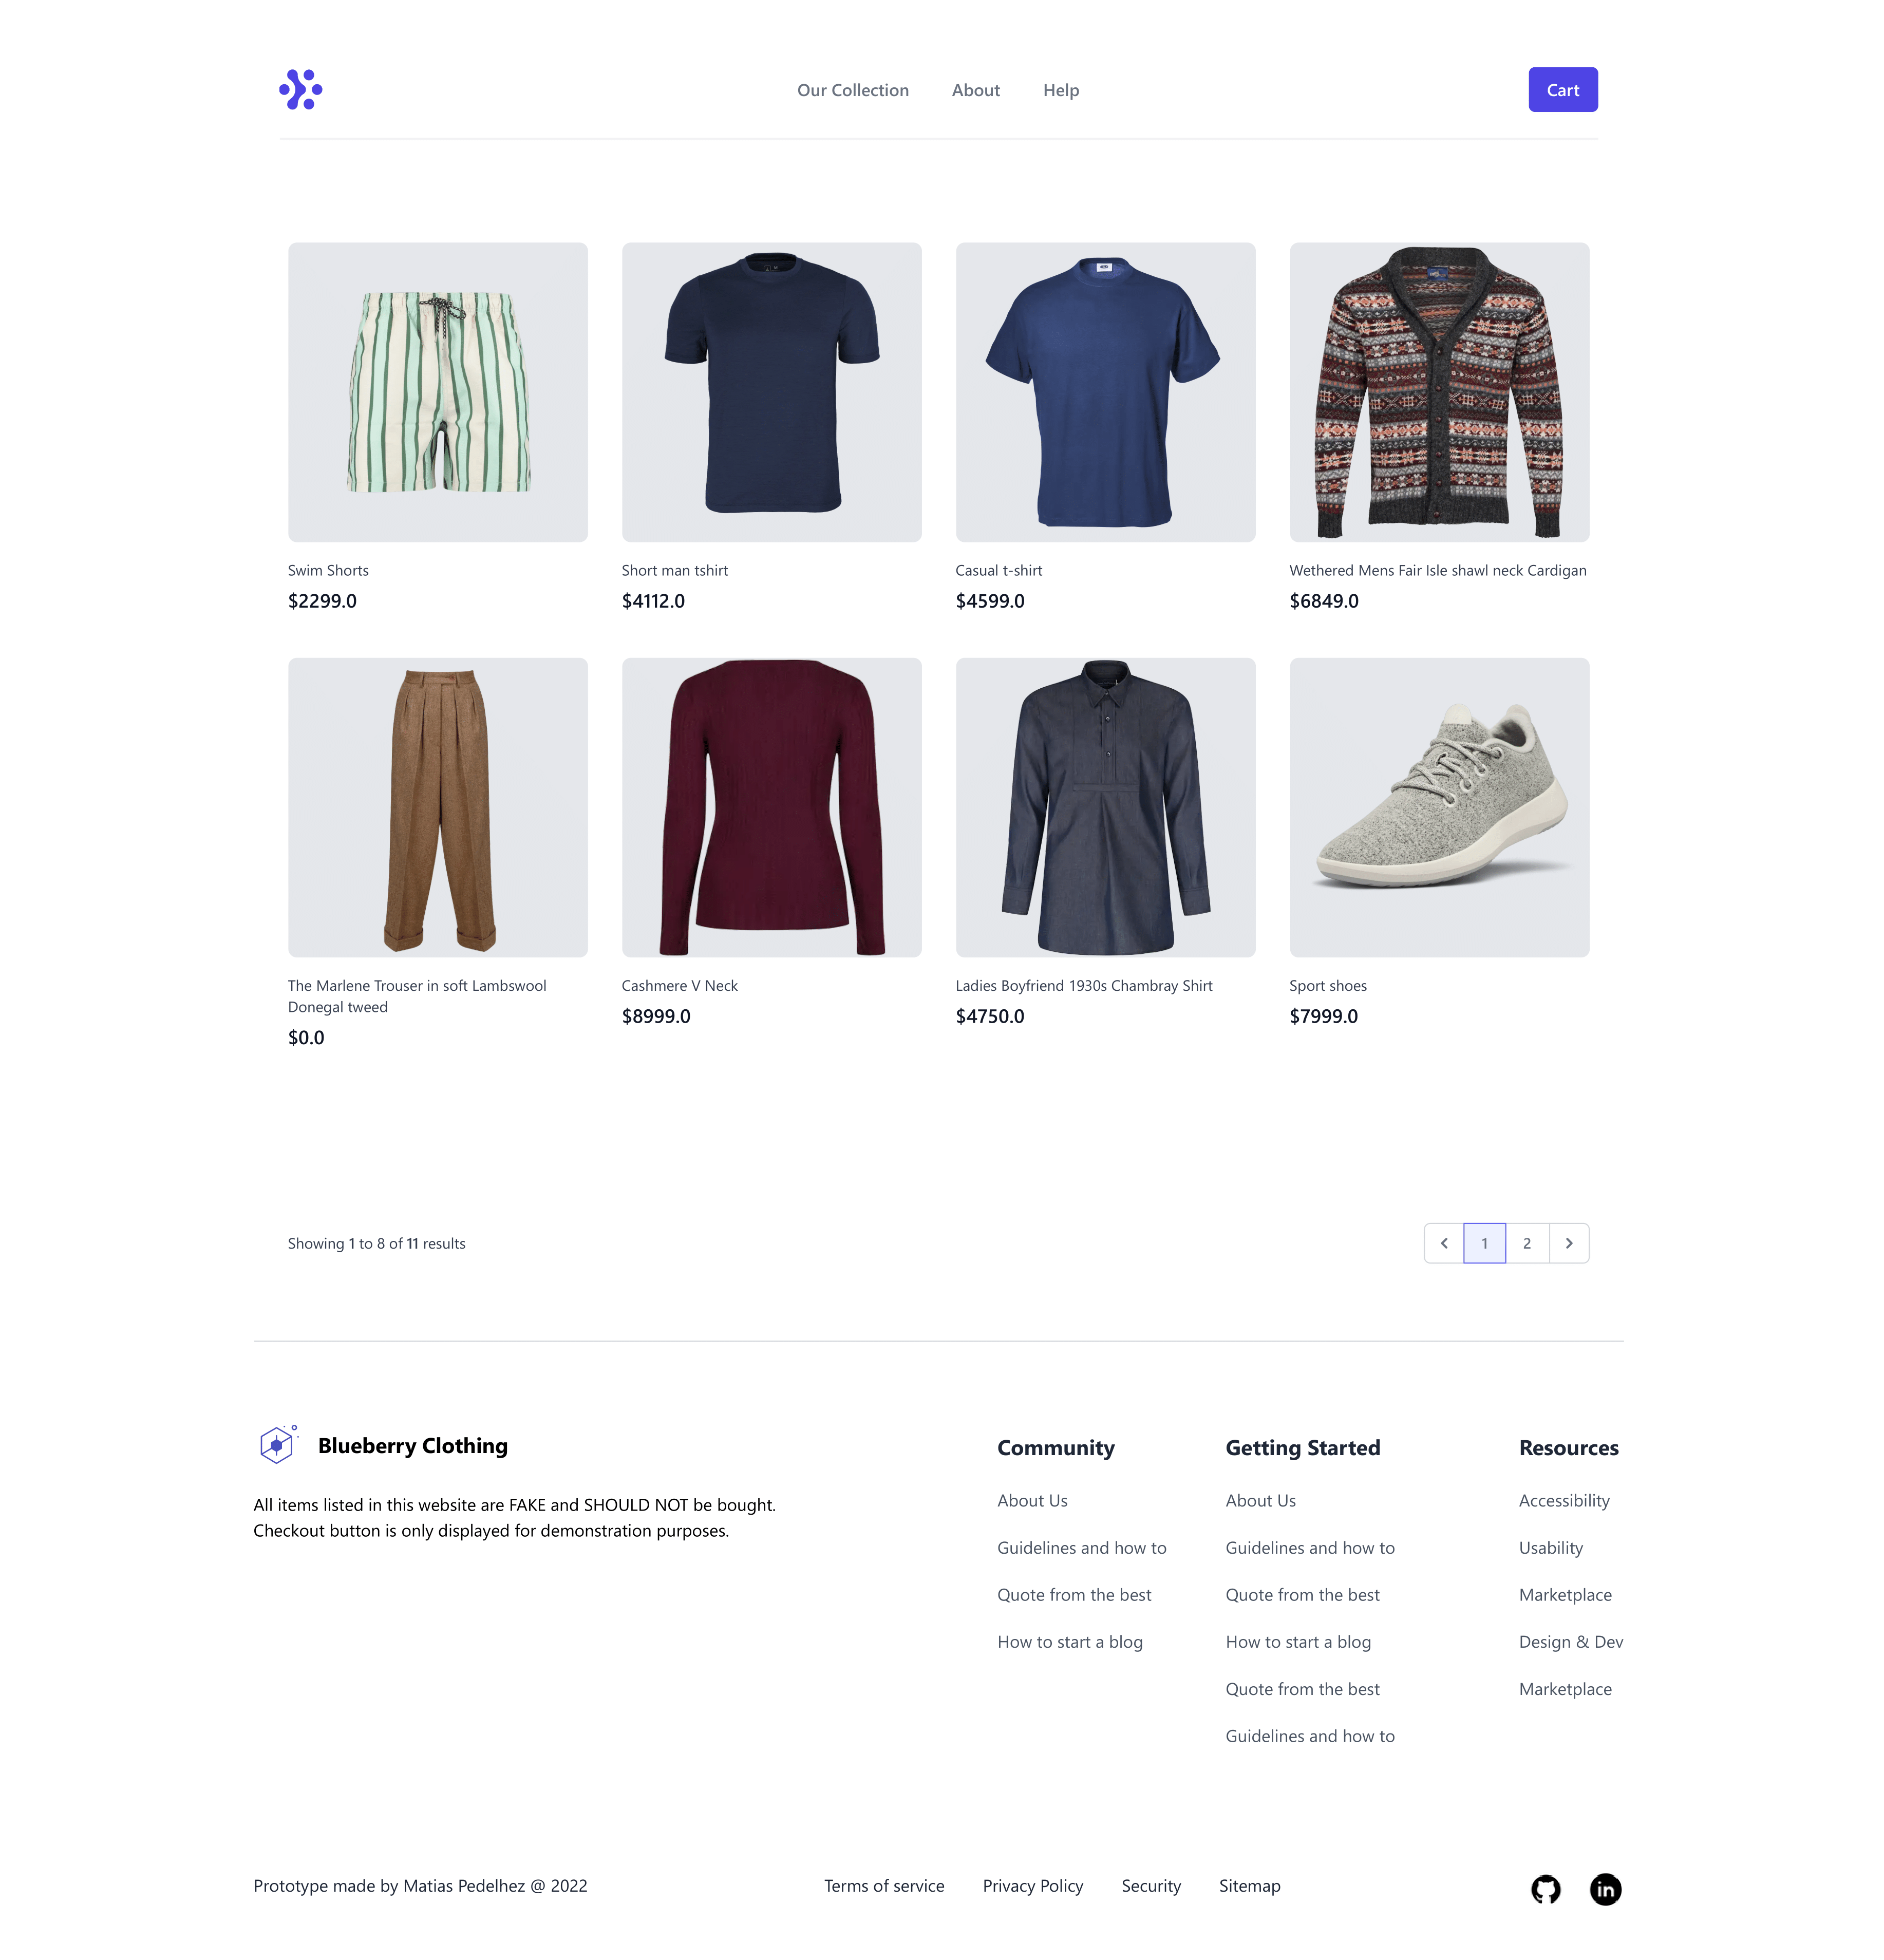 Our Collection About Help
Cart
Swim Shorts
$2299.0
Short man tshirt
$4112.0
Casual t-shirt
$4599.0
Wethered Mens Fair Isle shawl neck Cardigan
$6849.0
The Marlene Trouser in soft Lambswool
Donegal tweed
$0.0
Cashmere V Neck
$8999.0
Ladies Boyfriend 1930s Chambray Shirt
$4750.0
Sport shoes
$7999.0
Showing 1 to 8 of 11 results
1 2
Blueberry Clothing
All items listed in this website are FAKE and SHOULD NOT be bought.
Checkout button is only displayed for demonstration purposes.
Community
About Us
Guidelines and how to
Quote from the best
How to start a blog
Getting Started
About Us
Guidelines and how to
Quote from the best
How to start a blog
Quote from the best
Guidelines and how to
Resources
Accessibility
Usability
Marketplace
Design & Dev
Marketplace
Prototype made by Matias Pedelhez @ 2022
Terms of service Privacy Policy Security Sitemap
in